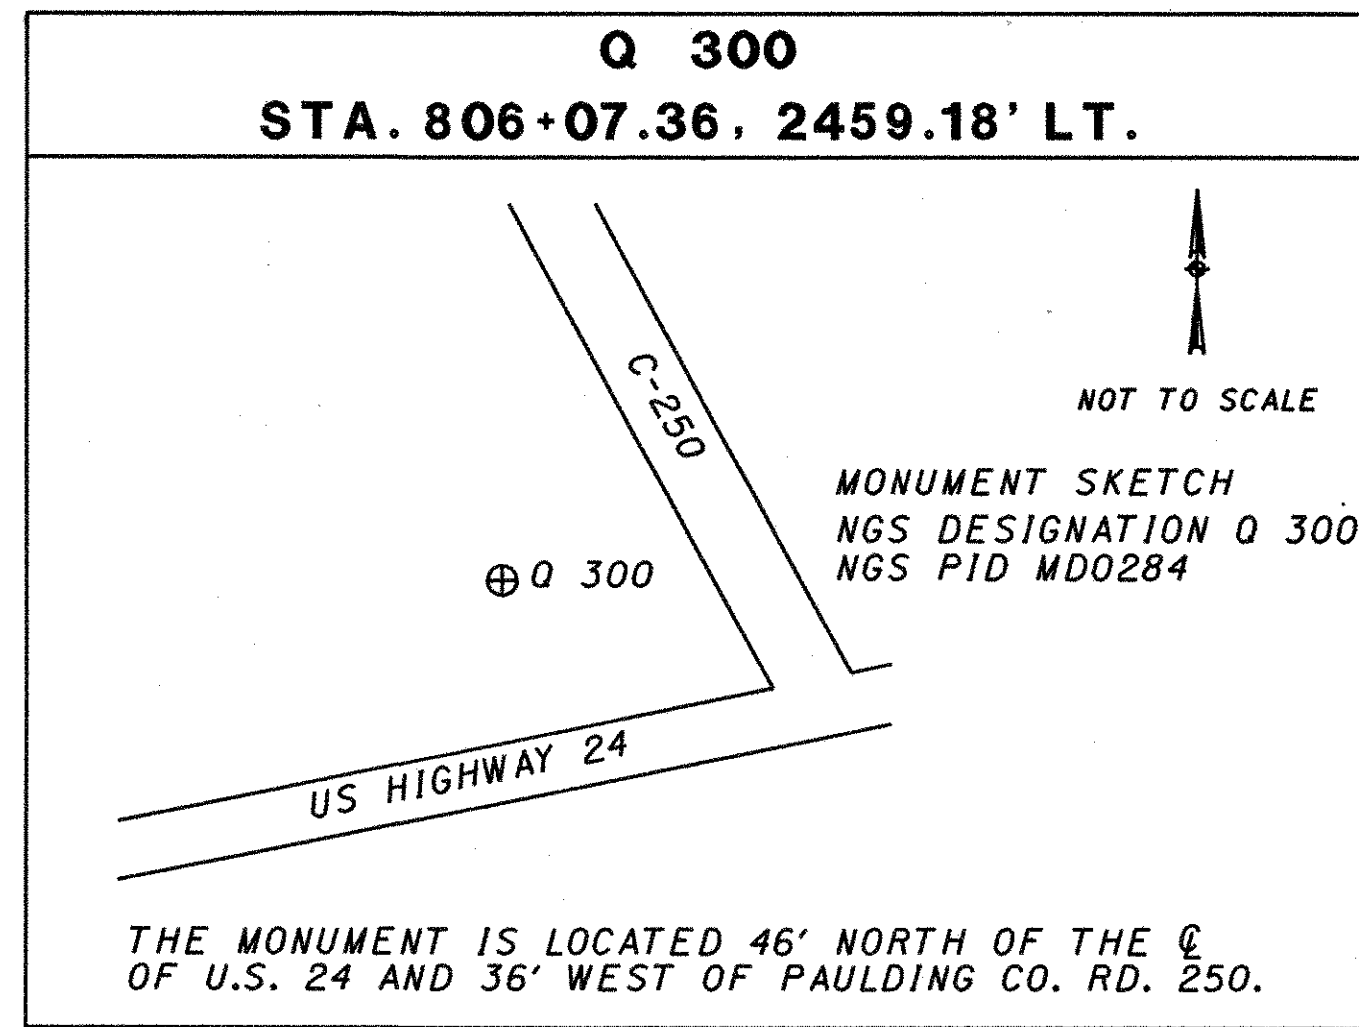 Q 300
STA. 806+07.36, 2459.18' LT.
C-250
NOT TO SCALE
MONUMENT SKETCH
NGS DESIGNATION Q 300
NGS PID MD0284
Q 300
US HIGHWAY 24
THE MONUMENT IS LOCATED 46' NORTH OF THE ℄
OF U.S. 24 AND 36' WEST OF PAULDING CO. RD. 250.